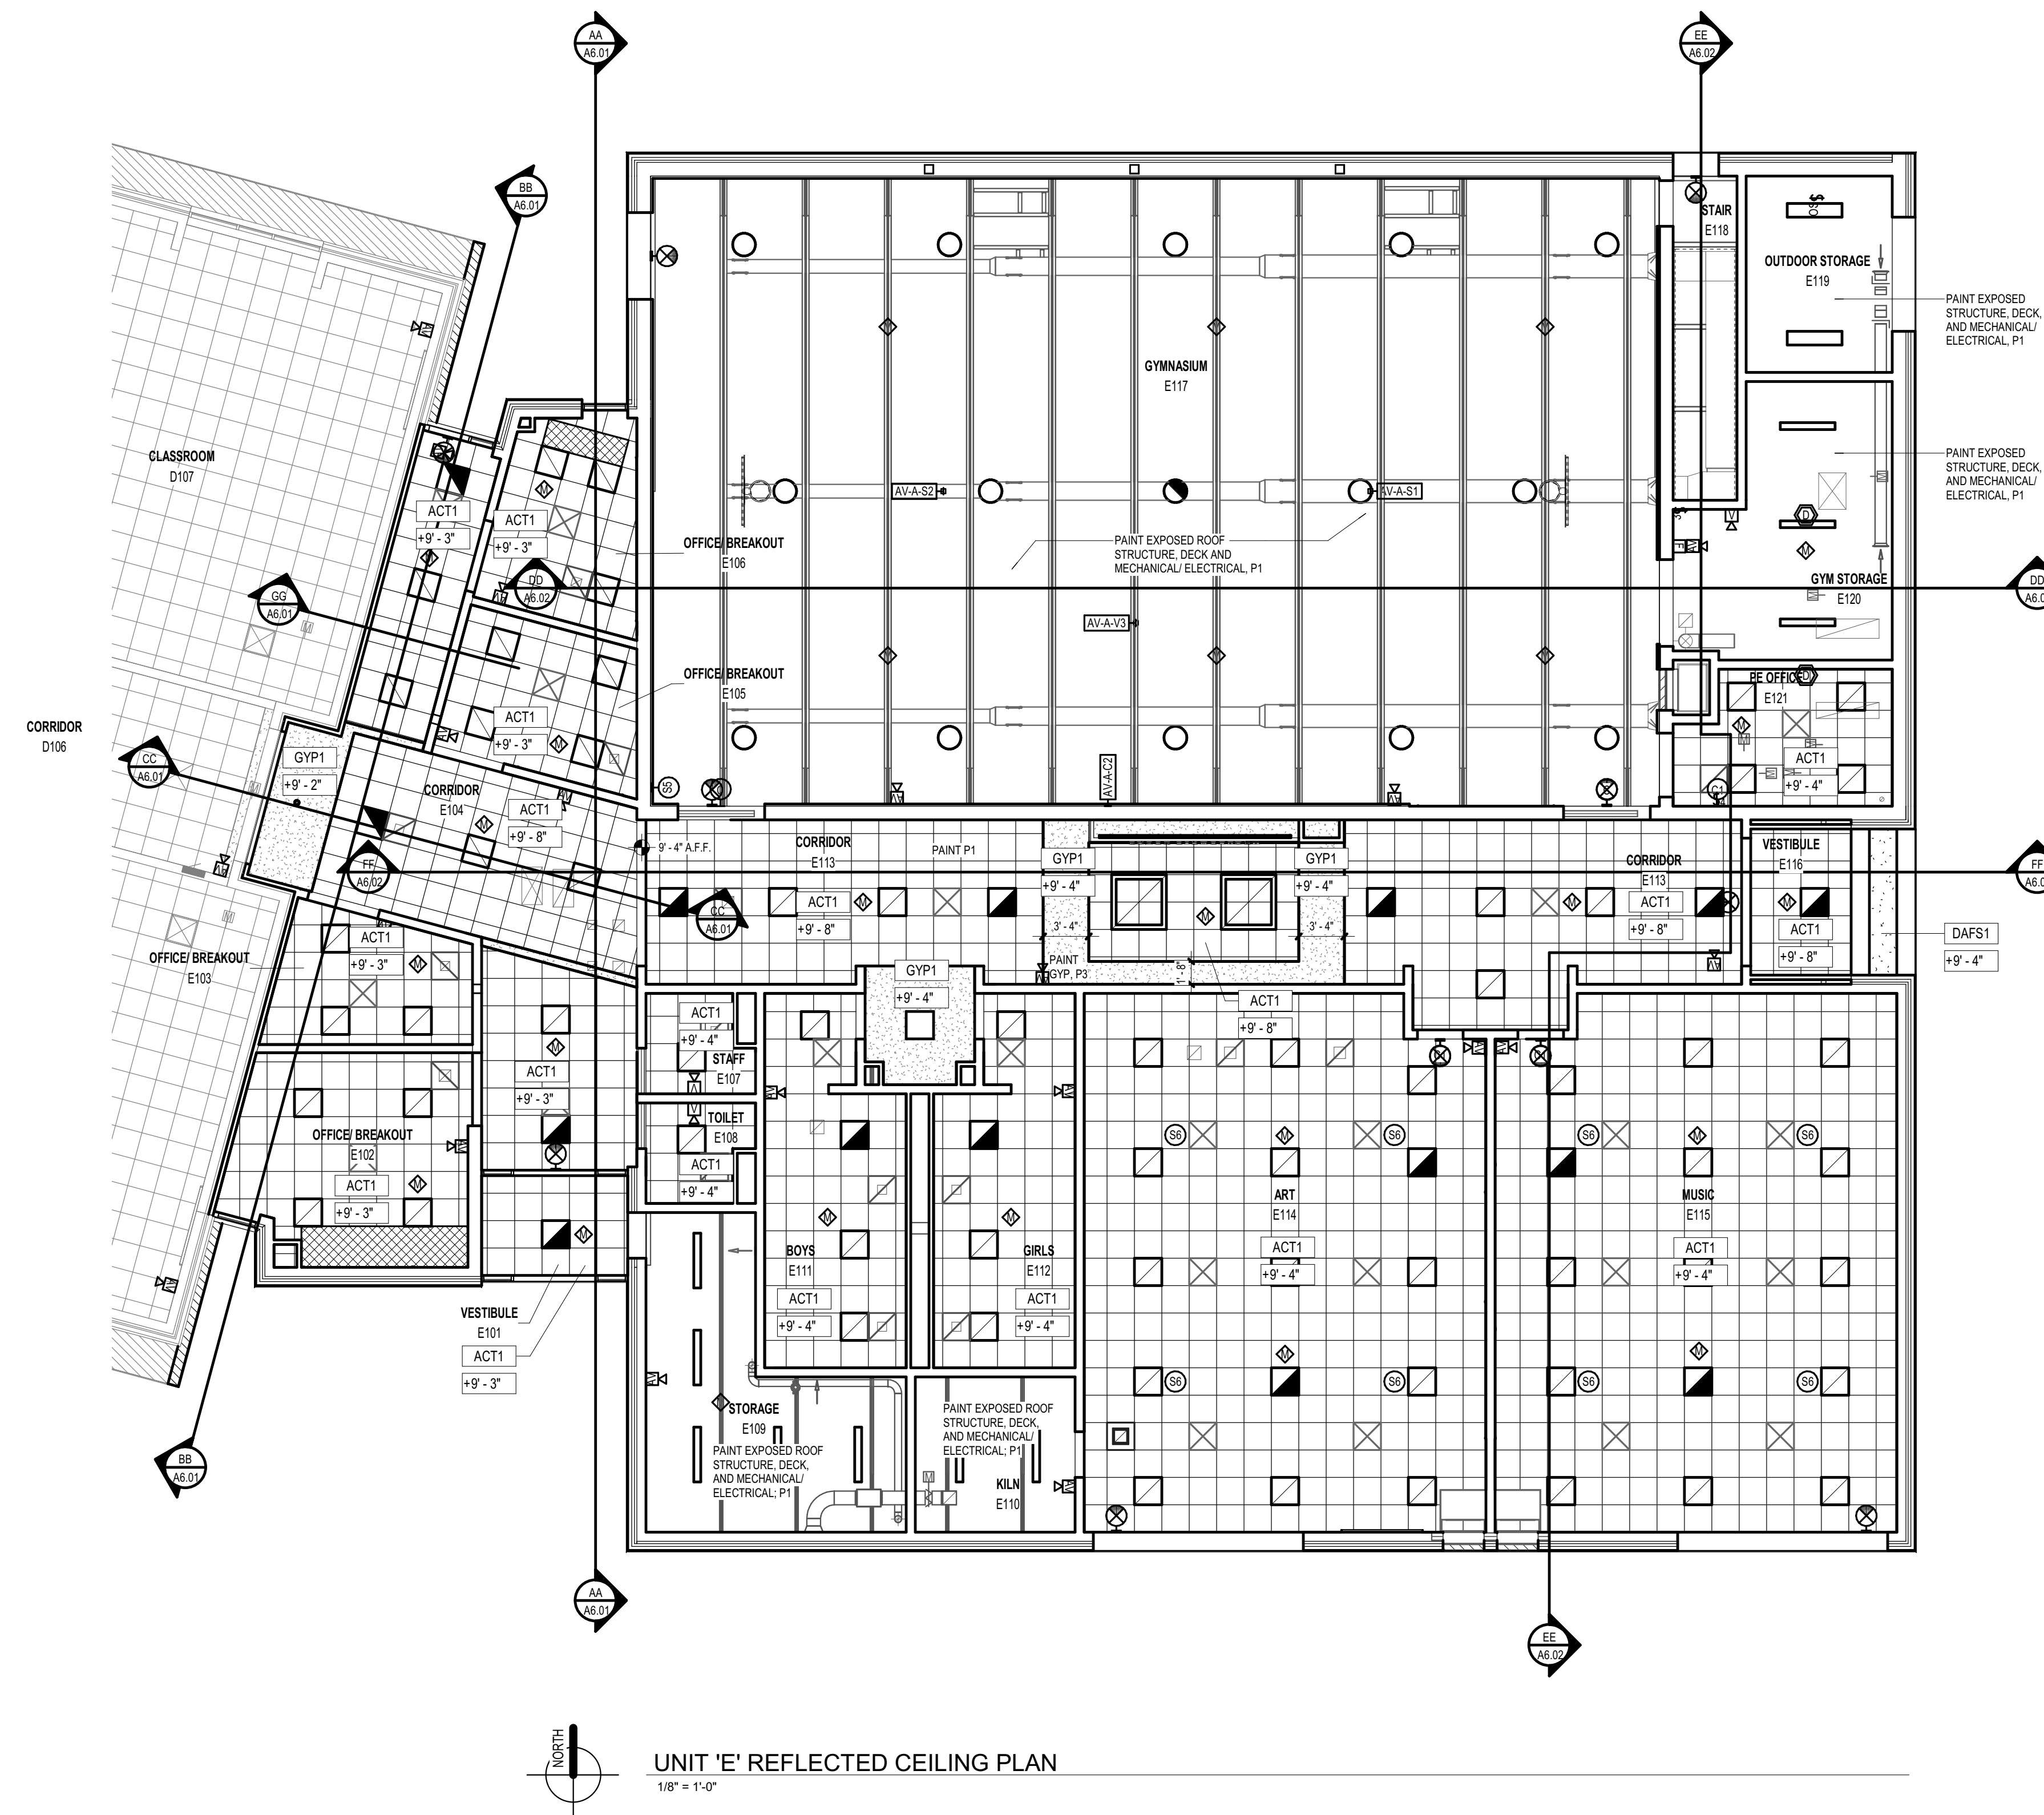 AA
A6.01
EE
A6.02
BB
A6.01
STAIR
E118
OS
$
OUTDOOR STORAGE
E119
PAINT EXPOSED
STRUCTURE, DECK,
AND MECHANICAL/
ELECTRICAL, P1
M
M
M
GYMNASIUM
E117
CLASSROOM
D107
PAINT EXPOSED
STRUCTURE, DECK,
AND MECHANICAL/
ELECTRICAL, P1
ACT1
+9' - 3"
M
ACT1
+9' - 3"
M
AV-A-S2
AV-A-S1
D
OFFICE/ BREAKOUT
E106
PAINT EXPOSED ROOF
STRUCTURE, DECK AND
MECHANICAL/ ELECTRICAL, P1
M
GYM STORAGE
E120
GG
A6.01
DD
A6.02
DD
AV-A-V3
M
M
M
OFFICE/ BREAKOUT
E105
PE OFFICE
E121
D
M
ACT1
+9' - 3"
M
ACT1
+9' - 4"
CORRIDOR
D106
CC
A6.01
GYP1
+9' - 2"
CORRIDOR
E104
M
ACT1
+9' - 8"
S5
AV-A-C2
C1
9' - 4" A.F.F.
CORRIDOR
E113
PAINT P1
GYP1
+9' - 4"
GYP1
+9' - 4"
CORRIDOR
E113
VESTIBULE
E116
FF
A6.02
FF
CC
A6.01
ACT1
+9' - 8"
M
M
M
ACT1
+9' - 8"
M
ACT1
+9' - 8"
3' - 4"
3' - 4"
1' - 8"
PAINT
GYP, P3
DAFS1
+9' - 4"
OFFICE/ BREAKOUT
E103
ACT1
+9' - 3"
M
GYP1
+9' - 4"
ACT1
+9' - 8"
ACT1
+9' - 4"
STAFF
E107
M
ACT1
+9' - 3"
TOILET
E108
ACT1
+9' - 4"
OFFICE/ BREAKOUT
E102
ACT1
+9' - 3"
M
S6
M
S6
S6
M
S6
ART
E114
ACT1
+9' - 4"
MUSIC
E115
ACT1
+9' - 4"
M
M
M
BOYS
E111
ACT1
+9' - 4"
GIRLS
E112
ACT1
+9' - 4"
VESTIBULE
E101
ACT1
+9' - 3"
M
M
S6
S6
S6
S6
M
STORAGE
E109
PAINT EXPOSED ROOF
STRUCTURE, DECK,
AND MECHANICAL/
ELECTRICAL; P1
PAINT EXPOSED ROOF
STRUCTURE, DECK,
AND MECHANICAL/
ELECTRICAL; P1
M
KILN
E110
BB
A6.01
AA
A6.01
EE
A6.02
NORTH
UNIT 'E' REFLECTED CEILING PLAN
1/8" = 1'-0"